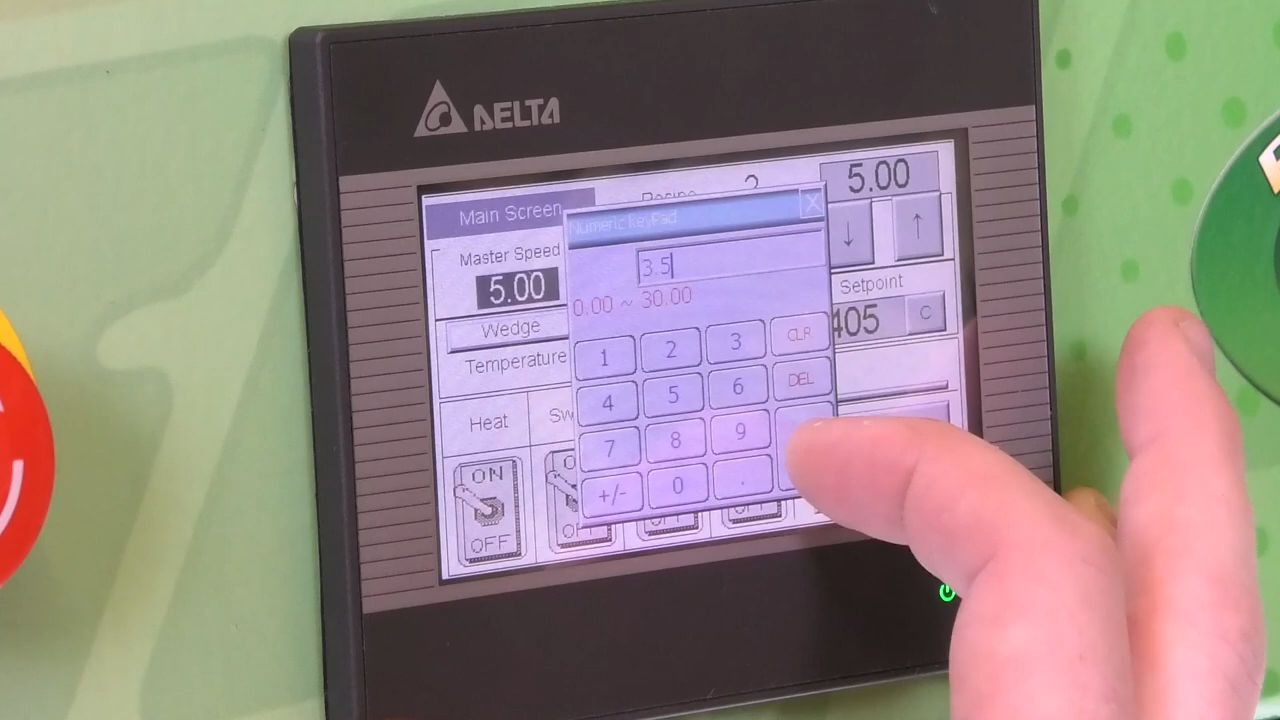 DELTA
Main Screen
Recipe
5.00
Numeric KeyPad
X
Master Speed
3.5
5.00
0.00 ~ 30.00
Setpoint
405 C
Wedge
1 2 3 CLR
Temperature
4 5 6 DEL
Heat
7 8 9
ON
+/- 0 .
OFF